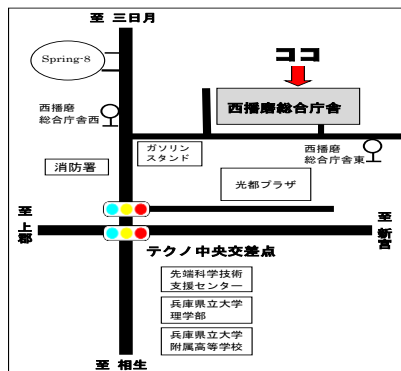 至 三日月
Spring-8
ココ
西播磨総合庁舎
西播磨
総合庁舎西
ガソリン
スタンド
西播磨
総合庁舎東
消防署
光都プラザ
至 上郡
至 新宮
テクノ中央交差点
先端科学技術
支援センター
兵庫県立大学
理学部
兵庫県立大学
附属高等学校
至 相生